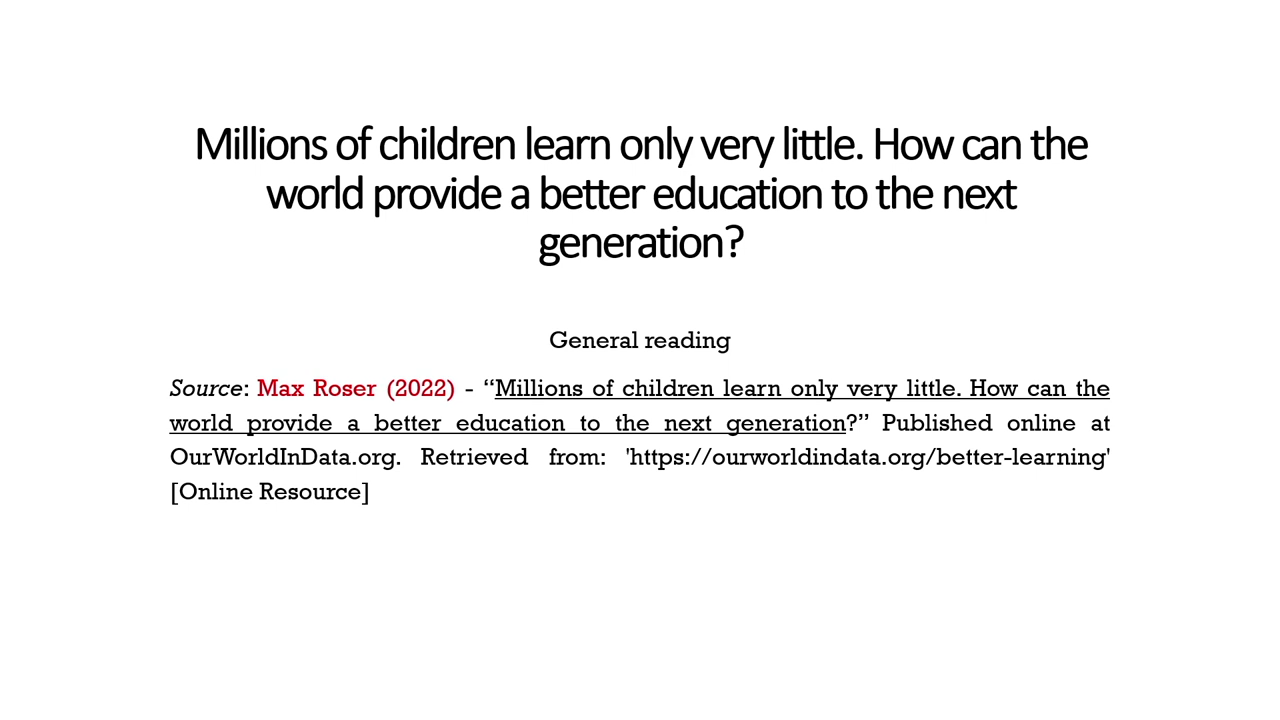 Millions of children learn only very little. How can the
world provide a better education to the next
generation?
General reading
Source: Max Roser (2022) - “Millions of children learn only very little. How can the
world provide a better education to the next generation?” Published online at
OurWorldInData.org. Retrieved from: 'https://ourworldindata.org/better-learning'
[Online Resource]